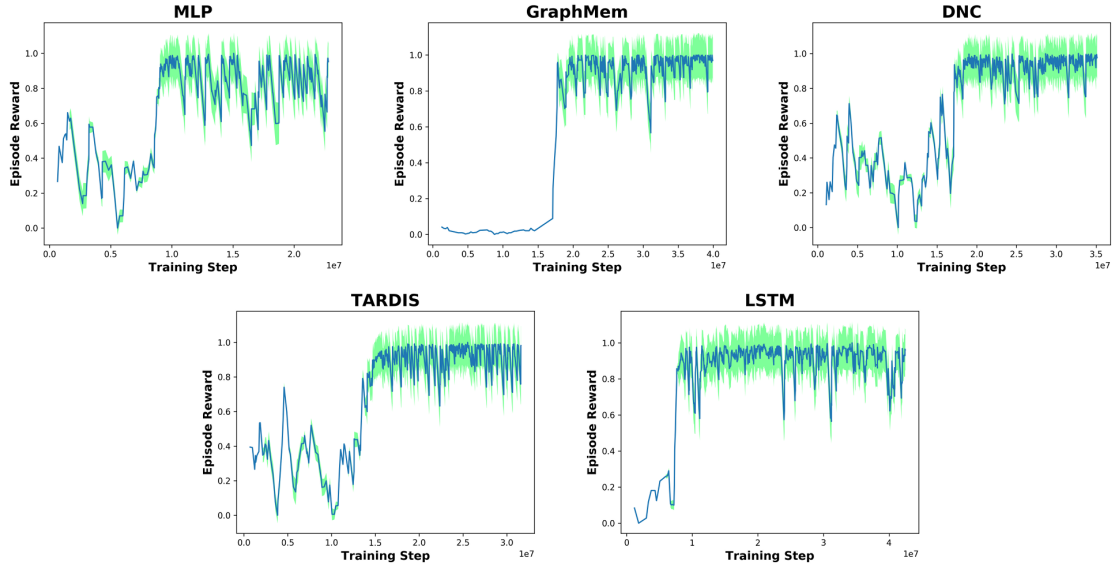 MLP
Episode Reward
1.0
0.8
0.6
0.4
0.2
0.0
0.0 0.5 1.0 1.5 2.0
1e7
Training Step
GraphMem
Episode Reward
1.0
0.8
0.6
0.4
0.2
0.0
0.0 0.5 1.0 1.5 2.0 2.5 3.0 3.5 4.0
1e7
Training Step
DNC
Episode Reward
1.0
0.8
0.6
0.4
0.2
0.0
0.0 0.5 1.0 1.5 2.0 2.5 3.0 3.5
1e7
Training Step
TARDIS
Episode Reward
1.0
0.8
0.6
0.4
0.2
0.0
0.0 0.5 1.0 1.5 2.0 2.5 3.0
1e7
Training Step
LSTM
Episode Reward
1.0
0.8
0.6
0.4
0.2
0.0
0 1 2 3 4
1e7
Training Step